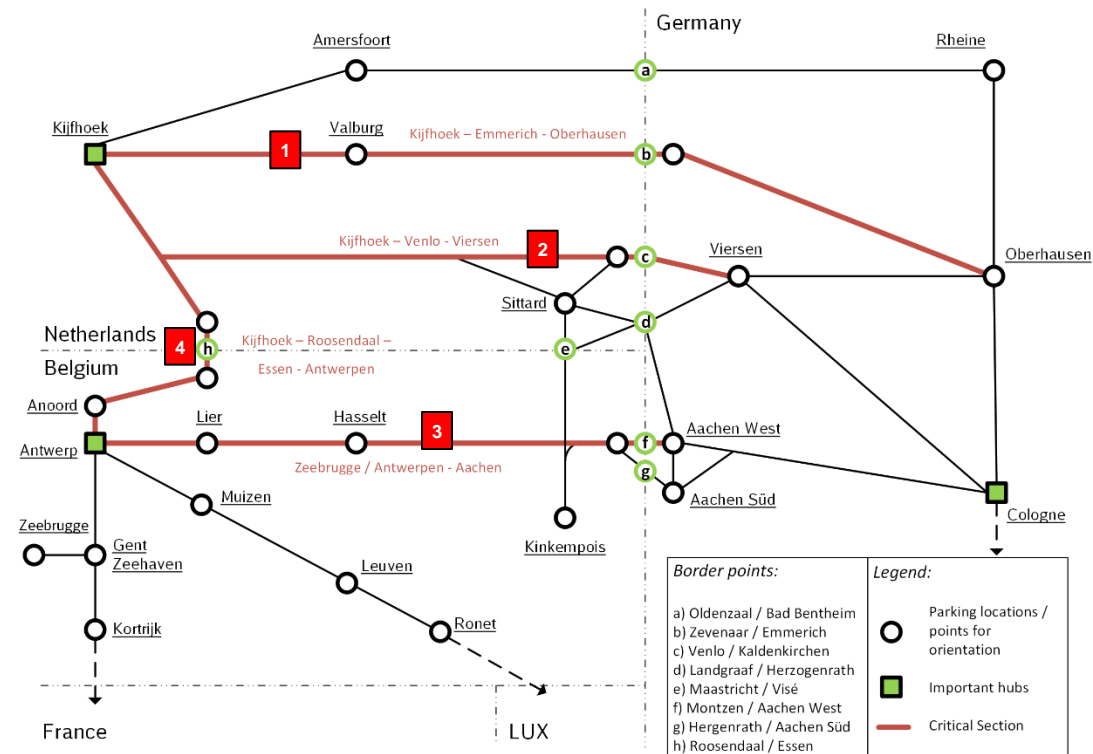 Germany
Amersfoort
Rheine
a
Kijfhoek
Valburg
Kijfhoek – Emmerich - Oberhausen
1
b
Kijfhoek – Venlo - Viersen
2
c
Viersen
Oberhausen
Sittard
d
Netherlands
4
h
Kijfhoek – Roosendaal –
e
Belgium
Essen - Antwerpen
Anoord
Lier
Hasselt
3
Aachen West
Antwerp
f
Zeebrugge / Antwerpen - Aachen
g
Aachen Süd
Muizen
Cologne
Zeebrugge
Kinkempois
Gent
Zeehaven
Leuven
Kortrijk
Ronet
France
LUX
Border points:
a) Oldenzaal / Bad Bentheim
b) Zevenaar / Emmerich
c) Venlo / Kaldenkirchen
d) Landgraaf / Herzogenrath
e) Maastricht / Visé
f) Montzen / Aachen West
g) Hergenrath / Aachen Süd
h) Roosendaal / Essen
Legend:
Parking locations /
points for
orientation
Important hubs
Critical Section